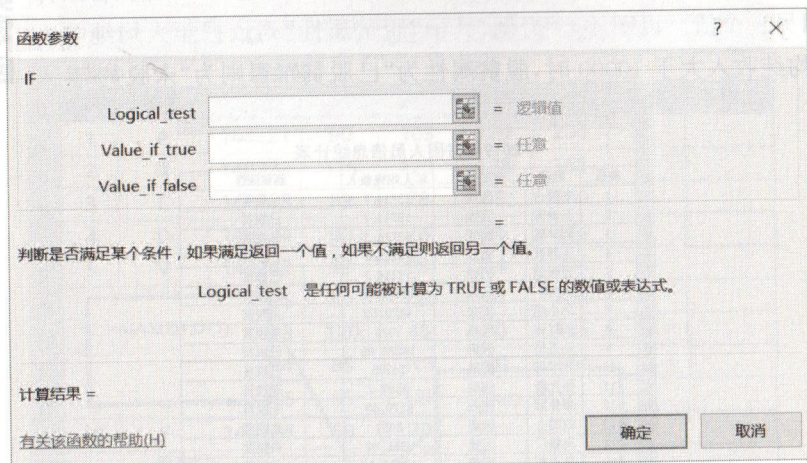 函数参数 ? ×
IF
Logical_test = 逻辑值
Value_if_true = 任意
Value_if_false = 任意
=
判断是否满足某个条件，如果满足返回一个值，如果不满足则返回另一个值。
Logical_test 是任何可能被计算为 TRUE 或 FALSE 的数值或表达式。
计算结果 =
有关该函数的帮助(H) 确定 取消